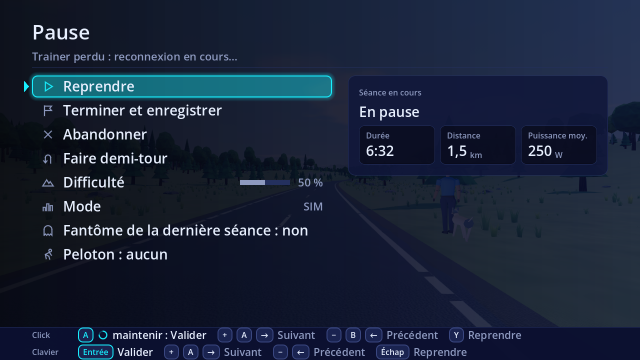 Pause
Trainer perdu : reconnexion en cours...
Reprendre
Terminer et enregistrer
Abandonner
Faire demi-tour
Difficulté 50 %
Mode SIM
Fantôme de la dernière séance : non
Peloton : aucun
Séance en cours
En pause
Durée Distance Puissance moy.
6:32 1,5 km 250 W
Click A maintenir : Valider + A → Suivant − B ← Précédent Y Reprendre
Clavier Entrée Valider + A → Suivant − ← Précédent Échap Reprendre